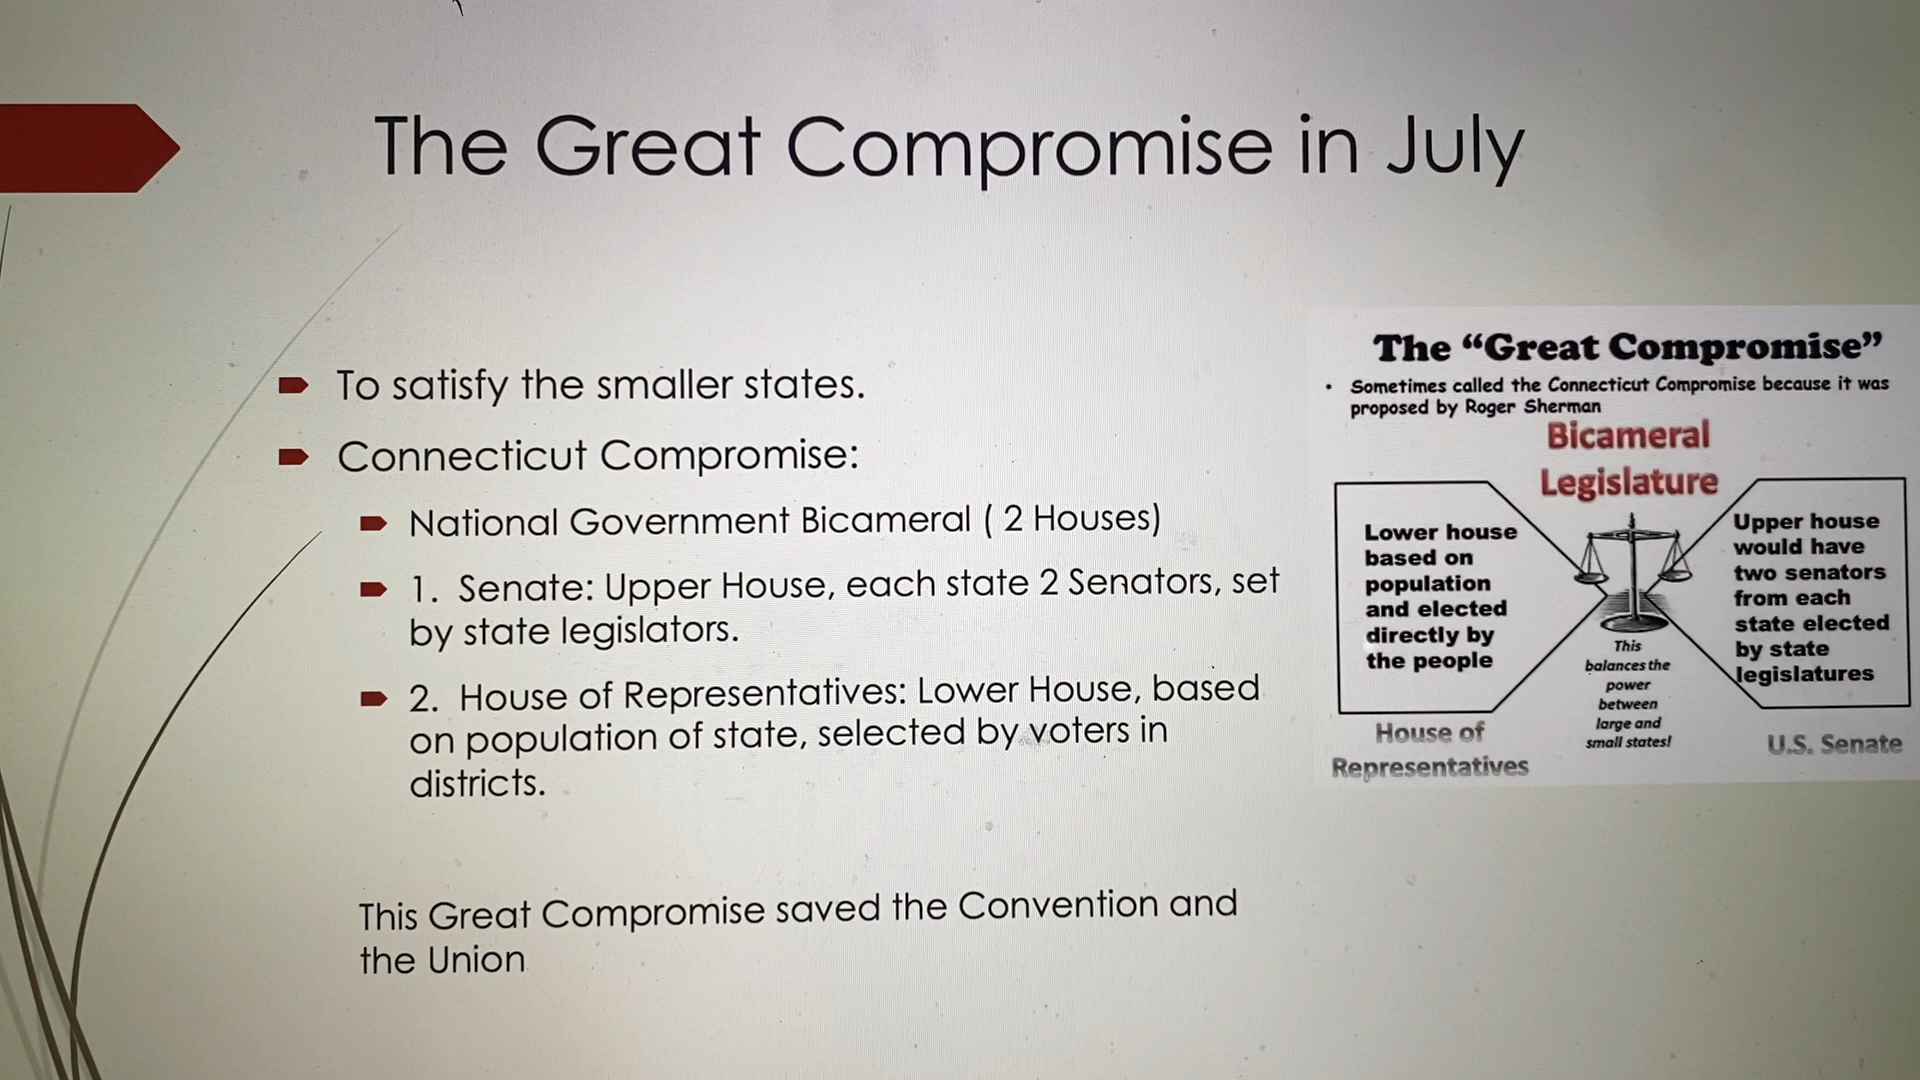 The Great Compromise in July
To satisfy the smaller states.
Connecticut Compromise:
National Government Bicameral ( 2 Houses)
1. Senate: Upper House, each state 2 Senators, set
by state legislators.
2. House of Representatives: Lower House, based
on population of state, selected by voters in
districts.
This Great Compromise saved the Convention and
the Union
The “Great Compromise”
• Sometimes called the Connecticut Compromise because it was
proposed by Roger Sherman
Bicameral
Legislature
Lower house
based on
population
and elected
directly by
the people
House of
Representatives
This
balances the
power
between
large and
small states!
Upper house
would have
two senators
from each
state elected
by state
legislatures
U.S. Senate